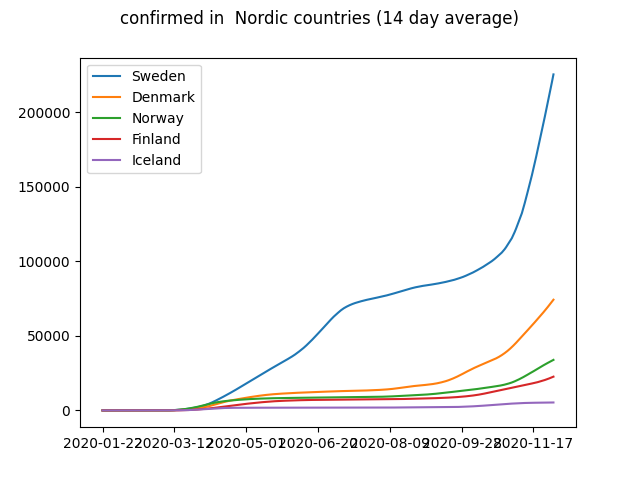 confirmed in  Nordic countries (14 day average)
Sweden
Denmark
Norway
Finland
Iceland
200000
150000
100000
50000
0
2020-01-22 2020-03-12 2020-05-01 2020-06-20 2020-08-09 2020-09-28 2020-11-17